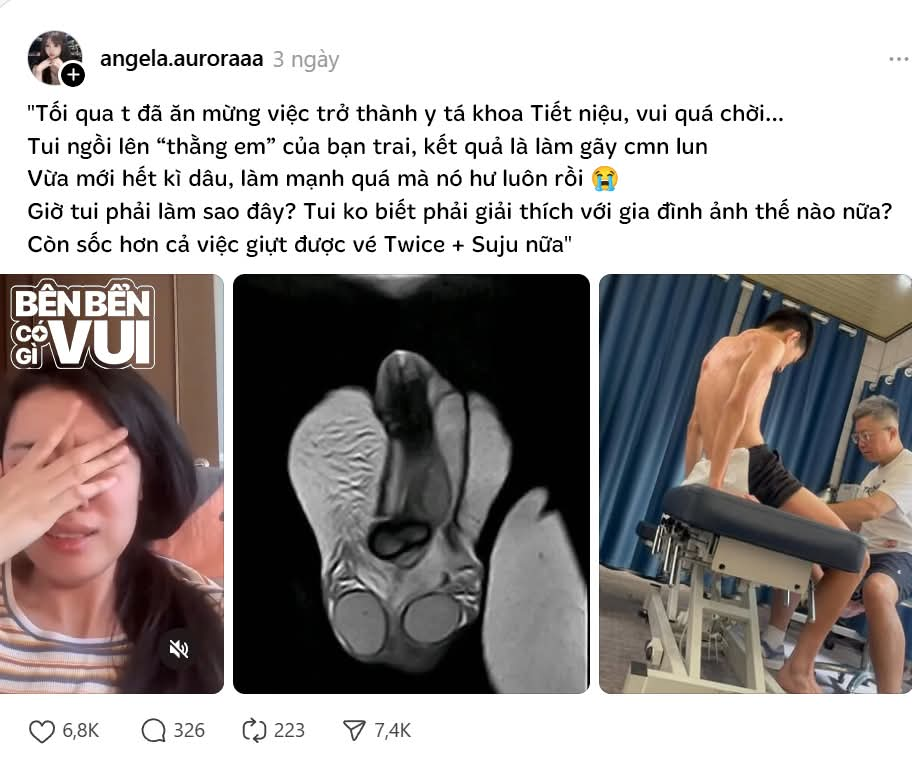 angela.auroraaa 3 ngày
"Tối qua t đã ăn mừng việc trở thành y tá khoa Tiết niệu, vui quá chời...
Tui ngồi lên “thằng em” của bạn trai, kết quả là làm gãy cmn lun
Vừa mới hết kì dâu, làm mạnh quá mà nó hư luôn rồi 😭
Giờ tui phải làm sao đây? Tui ko biết phải giải thích với gia đình ảnh thế nào nữa?
Còn sốc hơn cả việc giựt được vé Twice + Suju nữa"
BÊN BỂN
CÓ GÌ VUI
6,8K 326 223 7,4K